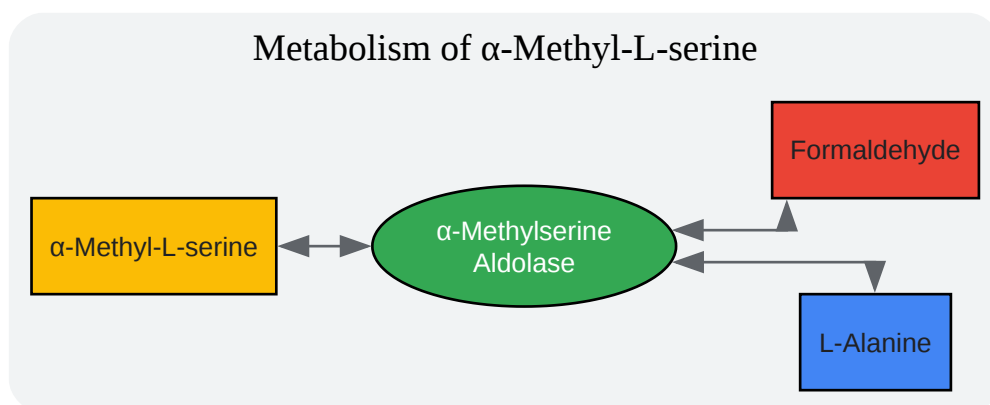 Metabolism of α-Methyl-L-serine
Formaldehyde
α-Methyl-L-serine
α-Methylserine
Aldolase
L-Alanine